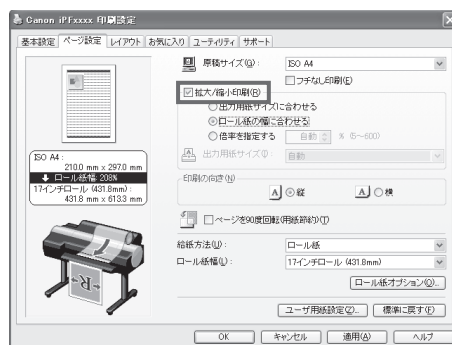 Canon iPFxxxx 印刷設定
基本設定 ページ設定 レイアウト お気に入り ユーティリティ サポート
原稿サイズ(Q): ISO A4
フチなし印刷(E)
拡大/縮小印刷(R)
出力用紙サイズに合わせる
ロール紙の幅に合わせる
倍率を指定する 自動 % (5～600)
出力用紙サイズ(I): 自動
ISO A4 :
210.0 mm x 297.0 mm
ロール紙幅: 208%
17インチロール (431.8mm) :
431.8 mm x 613.3 mm
印刷の向き(N)
A 縦 A 横
ページを90度回転(用紙節約)(T)
給紙方法(U): ロール紙
ロール紙幅(L): 17インチロール (431.8mm)
ロール紙オプション(O)...
ユーザ用紙設定(Z)... 標準に戻す(F)
OK キャンセル 適用(A) ヘルプ